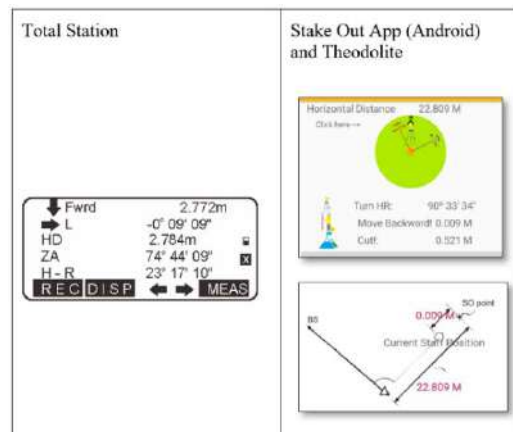 Total Station
Fwrd 2.772m
L -0° 09' 09"
HD 2.784m
ZA 74° 44' 09" X
H - R 23° 17' 10"
REC DISP MEAS
Stake Out App (Android)
and Theodolite
Horizontal Distance 22.809 M
Click here
Turn HR: 90° 33' 34"
Move Backword! 0.009 M
Cut!: 0.521 M
SO point
0.009 M
BS
Current Staff Position
22.809 M